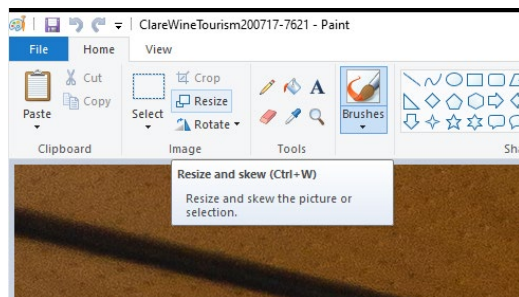 ClareWineTourism200717-7621 - Paint
File Home View
Paste
Cut
Copy
Clipboard
Select
Crop
Resize
Rotate
Image
A
Tools
Brushes
Sha
Resize and skew (Ctrl+W)
Resize and skew the picture or
selection.